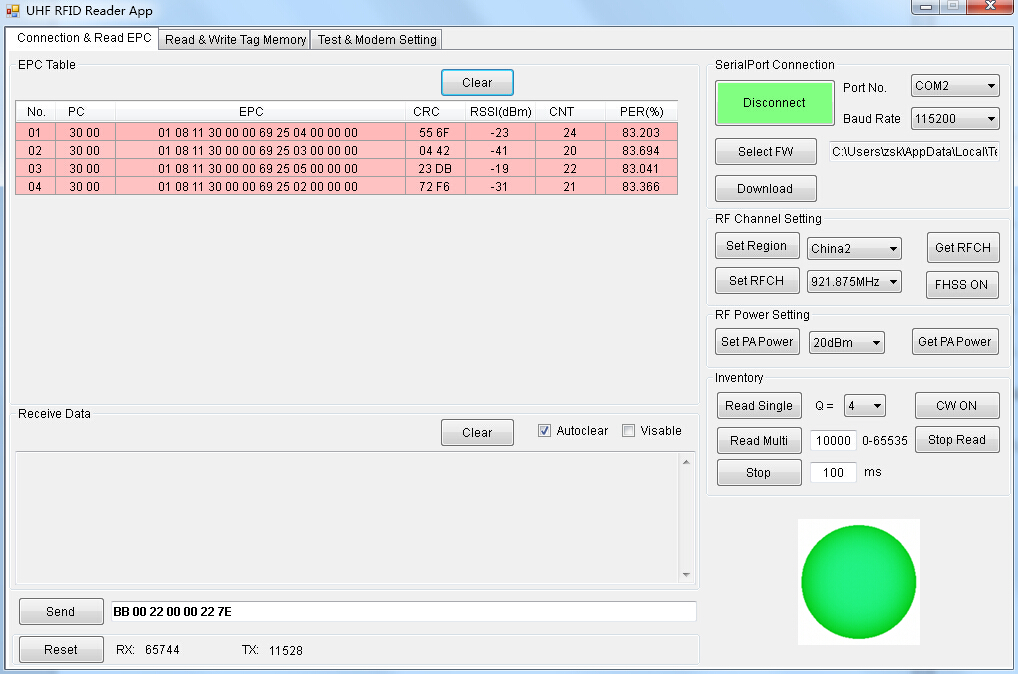 UHF RFID Reader App
Connection & Read EPC
Read & Write Tag Memory
Test & Modem Setting
EPC Table
Clear
No. PC EPC CRC RSSI(dBm) CNT PER(%)
01 30 00 01 08 11 30 00 00 69 25 04 00 00 00 55 6F -23 24 83.203
02 30 00 01 08 11 30 00 00 69 25 03 00 00 00 04 42 -41 20 83.694
03 30 00 01 08 11 30 00 00 69 25 05 00 00 00 23 DB -19 22 83.041
04 30 00 01 08 11 30 00 00 69 25 02 00 00 00 72 F6 -31 21 83.366
Receive Data
Clear
Autoclear
Visable
Send
BB 00 22 00 00 22 7E
Reset
RX: 65744
TX: 11528
SerialPort Connection
Disconnect
Port No. COM2
Baud Rate 115200
Select FW
C:\Users\zsk\AppData\Local\Te
Download
RF Channel Setting
Set Region China2 Get RFCH
Set RFCH 921.875MHz FHSS ON
RF Power Setting
Set PA Power 20dBm Get PA Power
Inventory
Read Single Q = 4 CW ON
Read Multi 10000 0-65535 Stop Read
Stop 100 ms